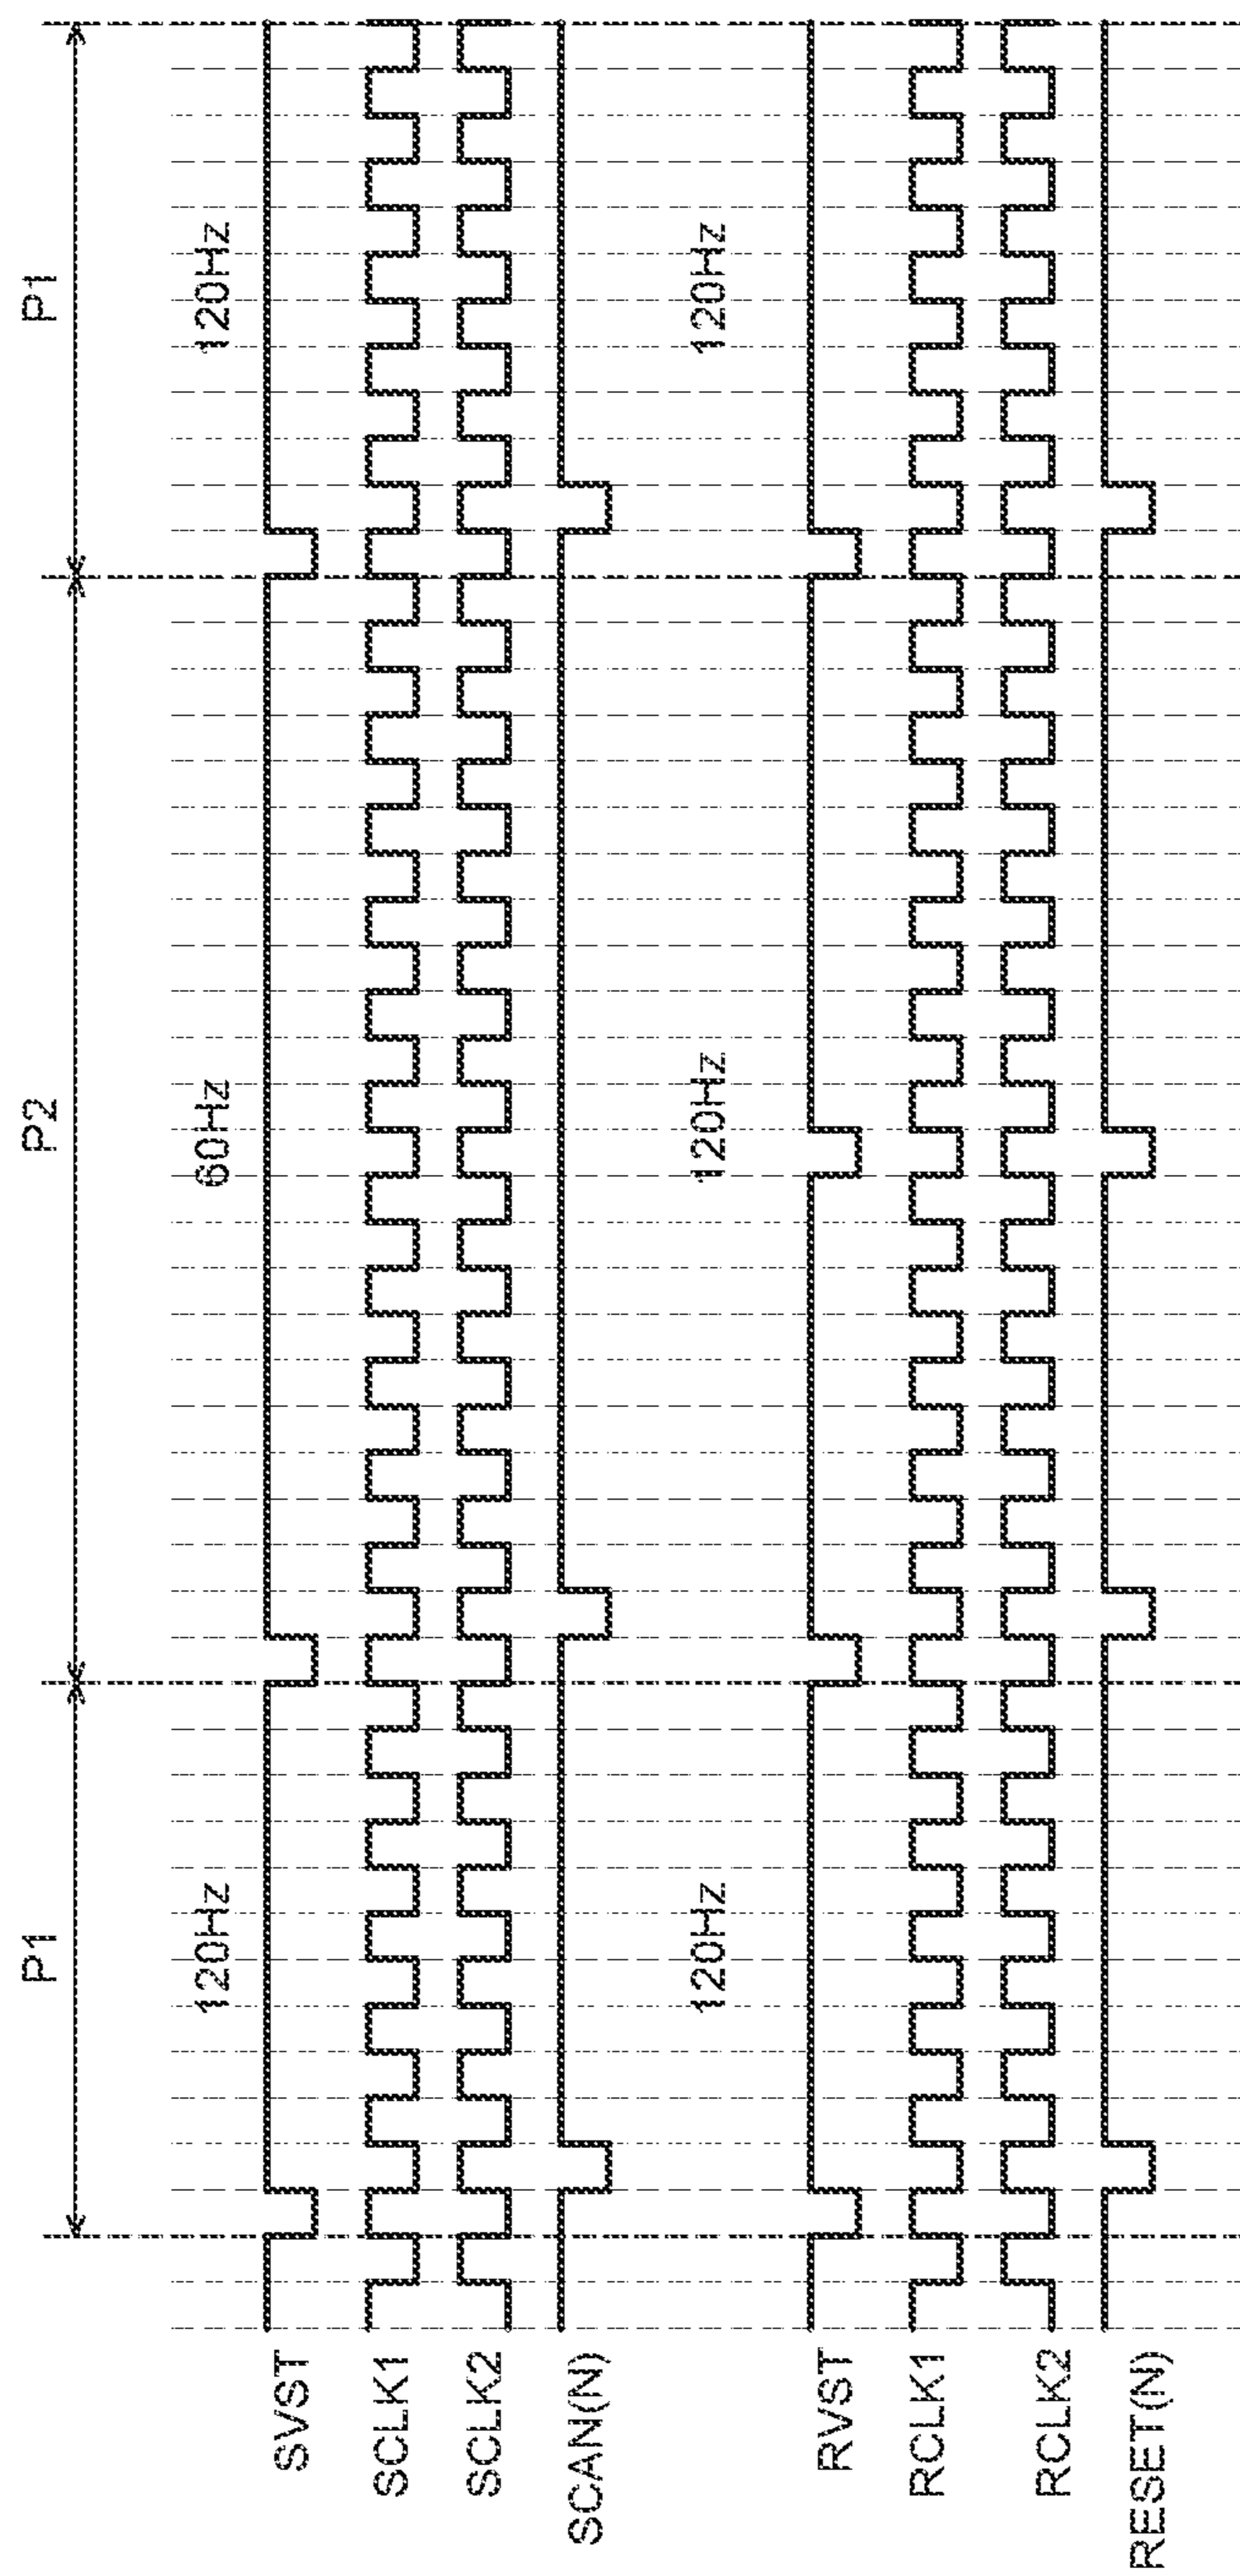 P1
P2
P1
120Hz
60Hz
120Hz
SVST
SCLK1
SCLK2
SCAN(N)
120Hz
120Hz
120Hz
RVST
RCLK1
RCLK2
RESET(N)